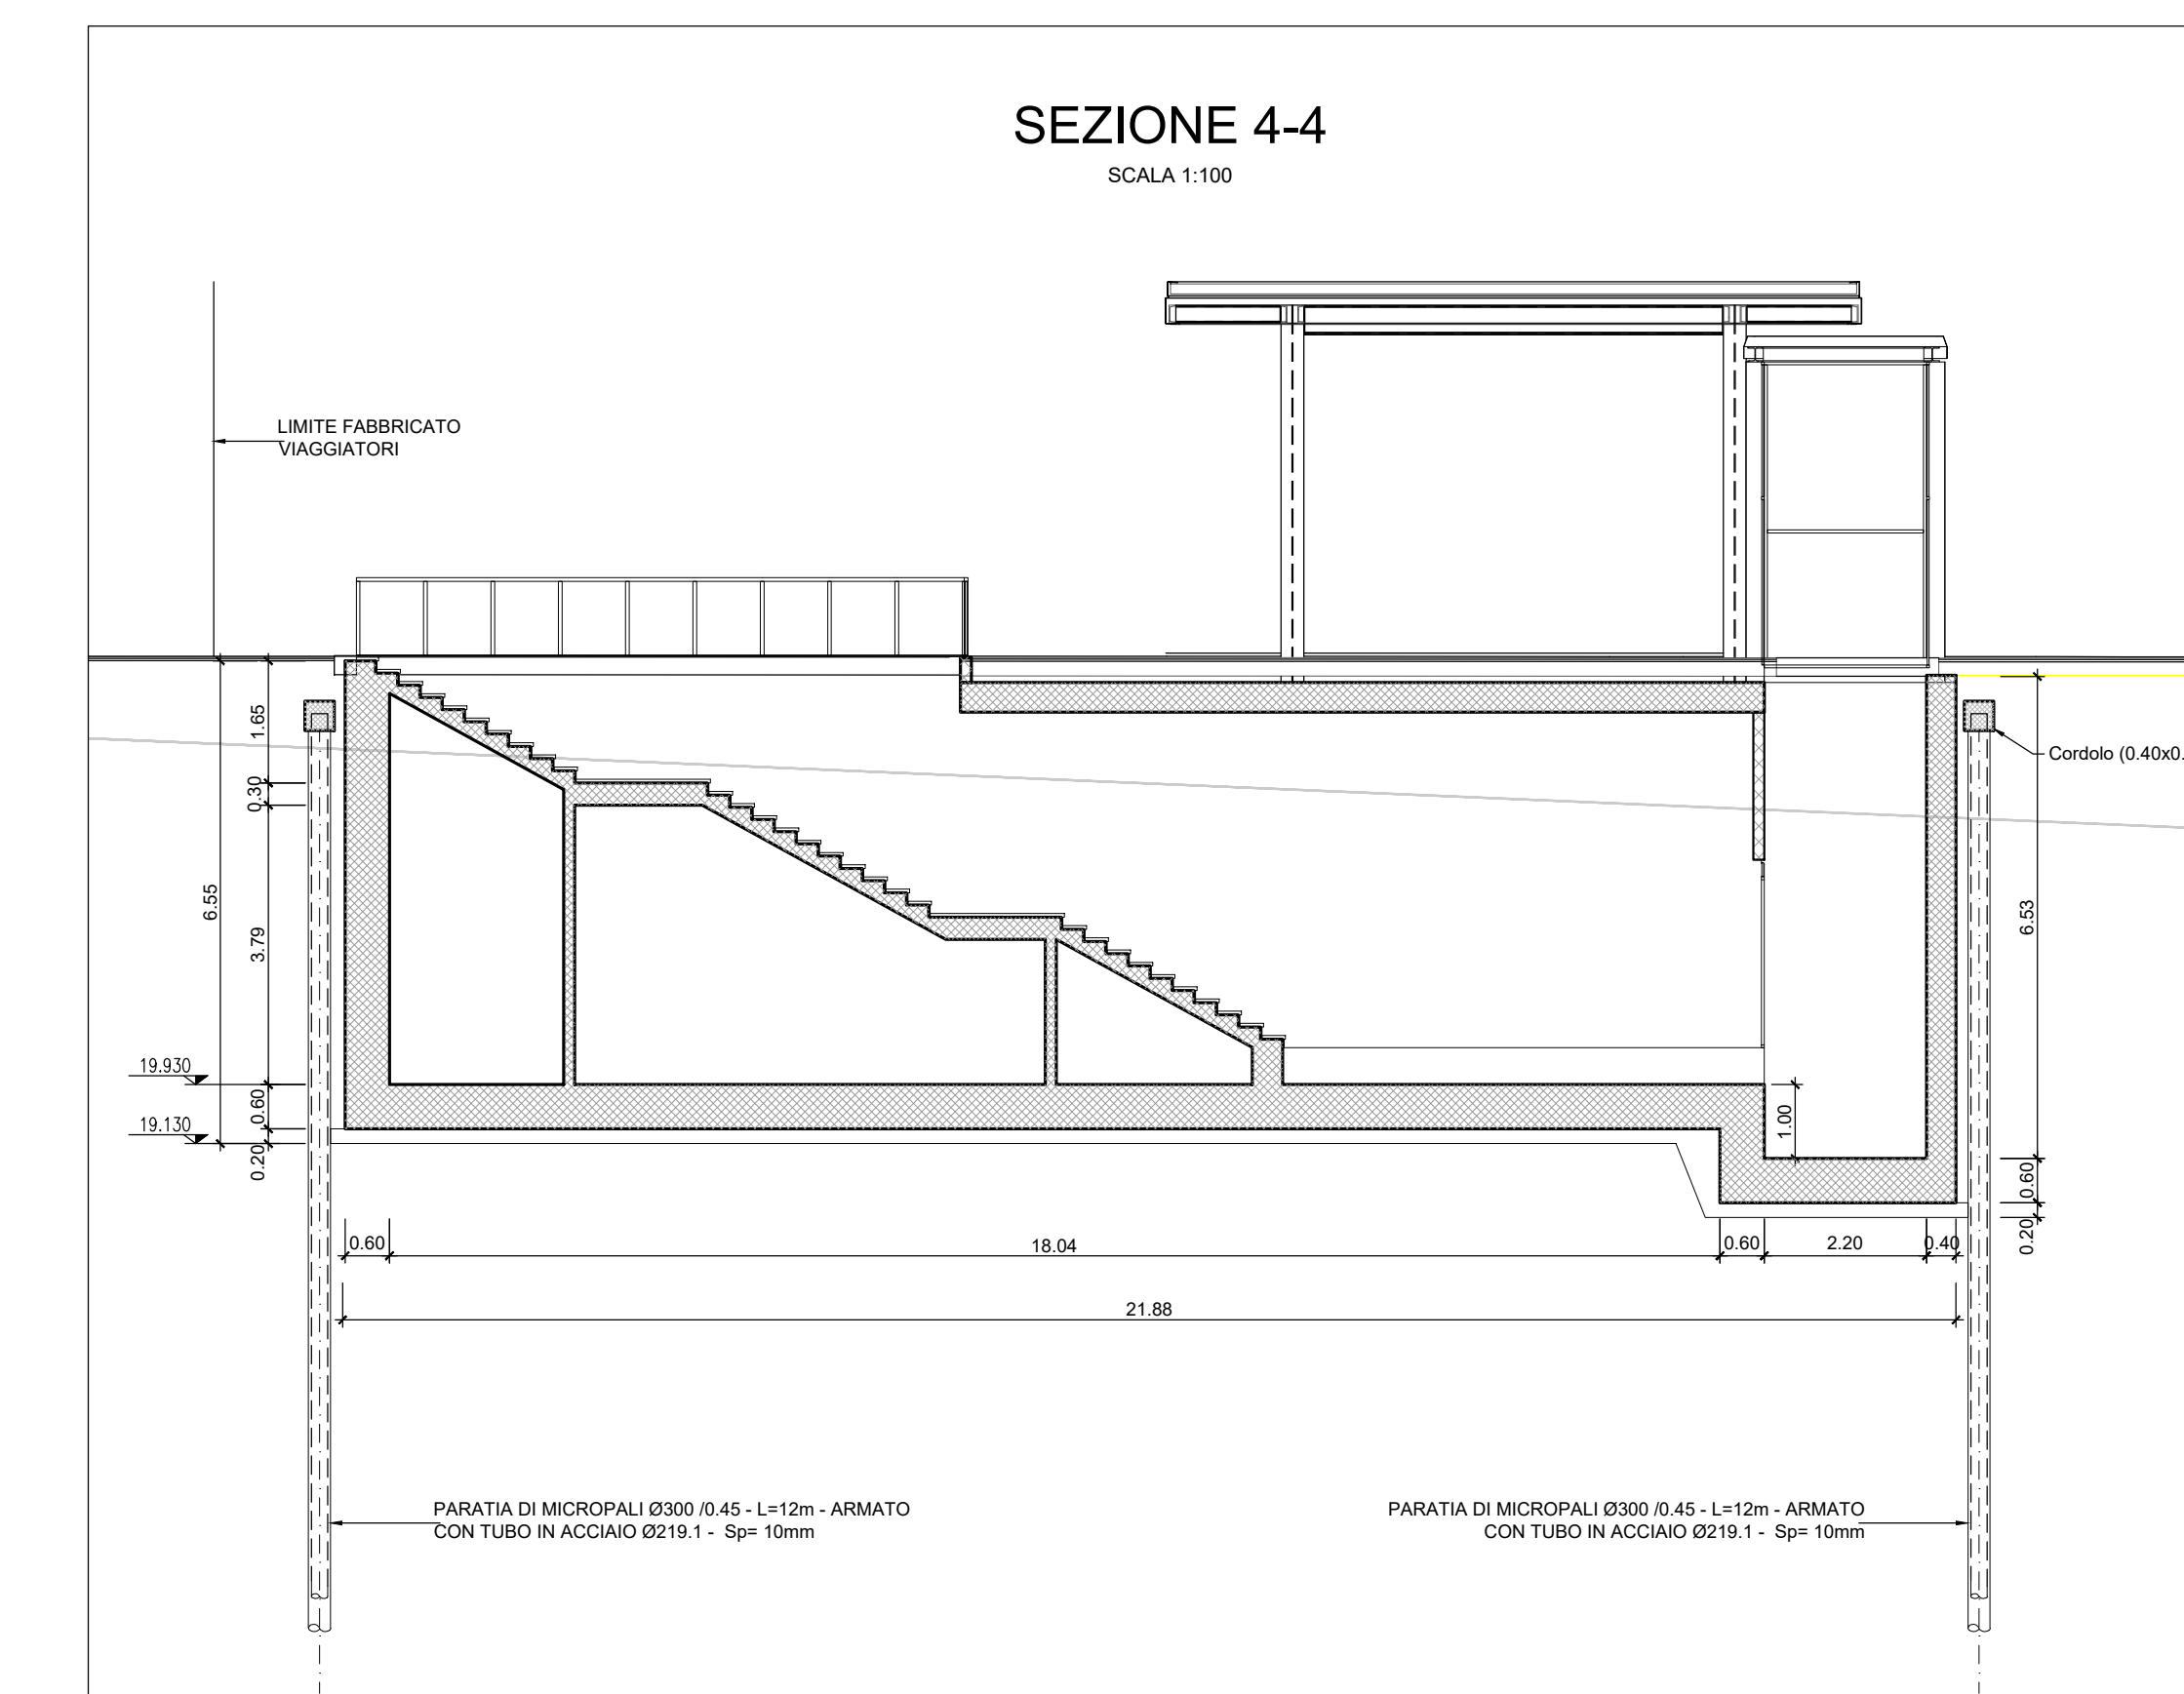 SEZIONE 4-4
SCALA 1:100
LIMITE FABBRICATO
VIAGGIATORI
1.65
0.30
6.55
3.79
19.930
0.60
19.130
0.20
Cordolo (0.40x0.
6.53
1.00
0.60
0.20
0.60
18.04
0.60
2.20
0.40
21.88
PARATIA DI MICROPALI Ø300 /0.45 - L=12m - ARMATO
CON TUBO IN ACCIAIO Ø219.1 - Sp= 10mm
PARATIA DI MICROPALI Ø300 /0.45 - L=12m - ARMATO
CON TUBO IN ACCIAIO Ø219.1 - Sp= 10mm